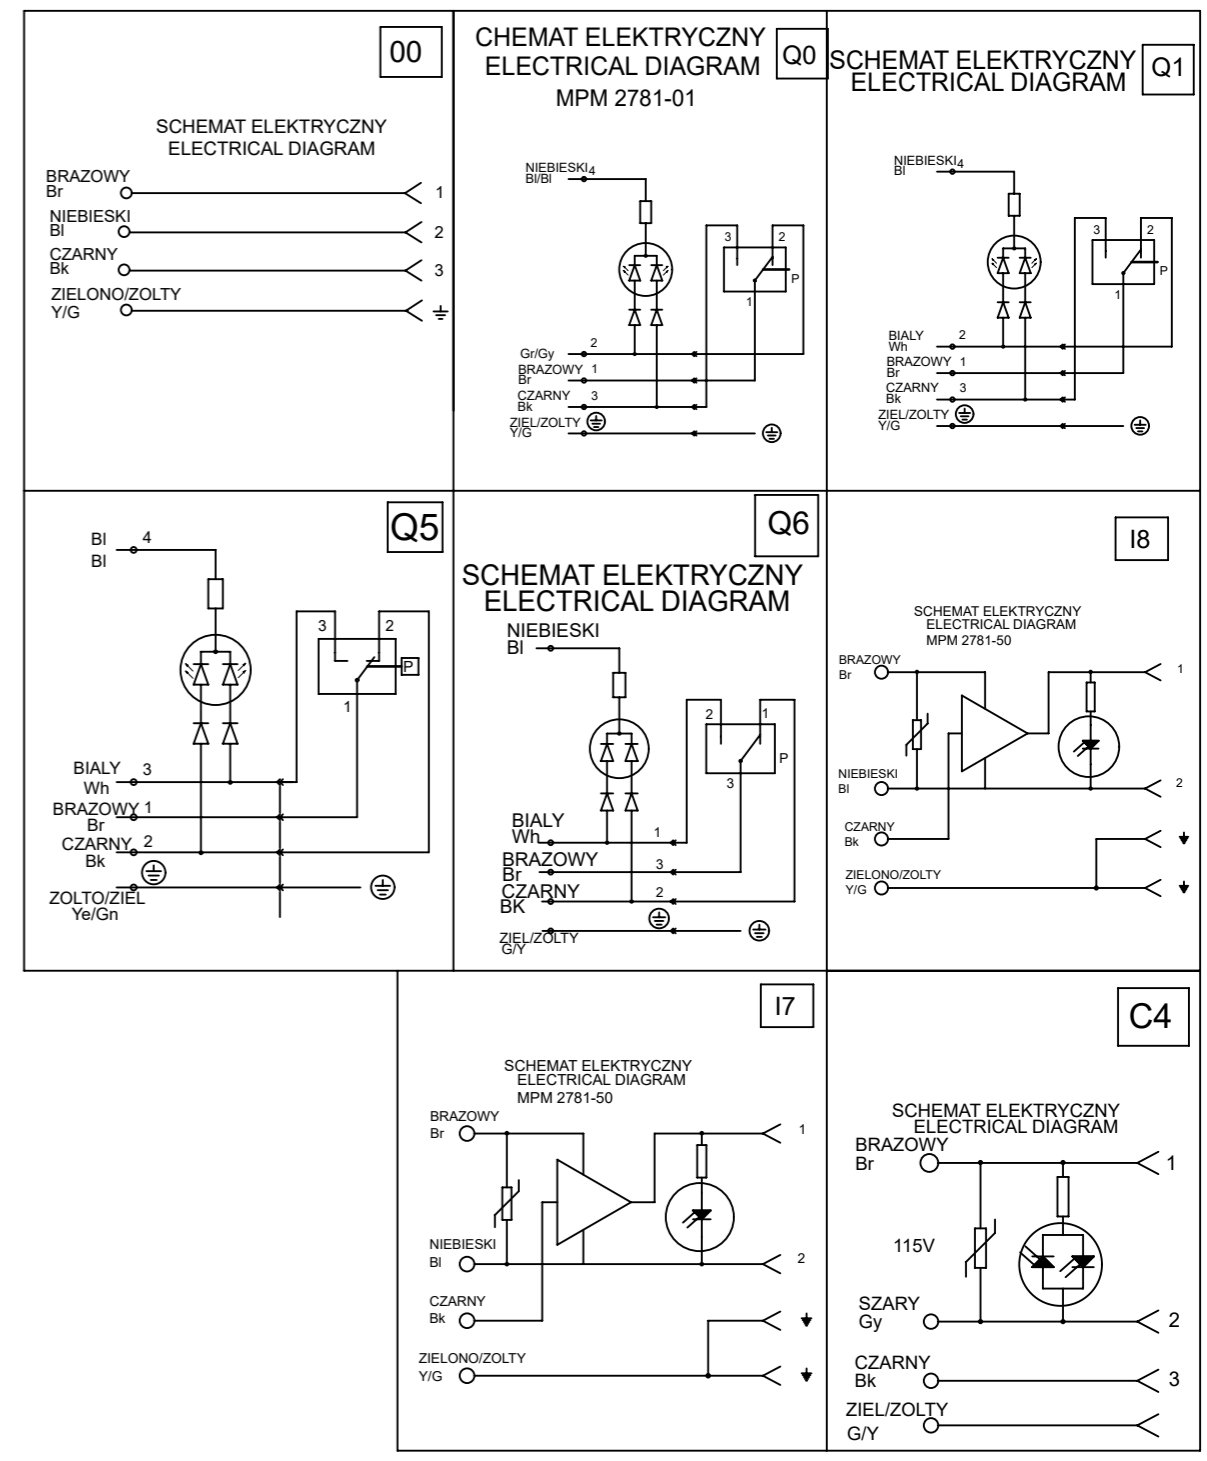 00
SCHEMAT ELEKTRYCZNY
ELECTRICAL DIAGRAM
BRAZOWY
Br
1
NIEBIESKI
Bl
2
CZARNY
Bk
3
ZIELONO/ZOLTY
Y/G
CHEMAT ELEKTRYCZNY
Q0
ELECTRICAL DIAGRAM
MPM 2781-01
NIEBIESKI 4
Bl/Bl
3 2
P
1
2
Gr/Gy
BRAZOWY 1
Br
CZARNY 3
Bk
ZIEL/ZOLTY
Y/G
SCHEMAT ELEKTRYCZNY
Q1
ELECTRICAL DIAGRAM
NIEBIESKI 4
Bl
3 2
P
1
BIALY 2
Wh
BRAZOWY 1
Br
CZARNY 3
Bk
ZIEL/ZOLTY
Y/G
Q5
Bl 4
Bl
3 2
P
1
BIALY 3
Wh
BRAZOWY 1
Br
CZARNY 2
Bk
ZOLTO/ZIEL
Ye/Gn
Q6
SCHEMAT ELEKTRYCZNY
ELECTRICAL DIAGRAM
NIEBIESKI
Bl
2 1
P
3
BIALY 1
Wh
BRAZOWY 3
Br
CZARNY 2
BK
ZIEL/ZOLTY
G/Y
I8
SCHEMAT ELEKTRYCZNY
ELECTRICAL DIAGRAM
MPM 2781-50
BRAZOWY
Br
1
NIEBIESKI
Bl
2
CZARNY
Bk
ZIELONO/ZOLTY
Y/G
I7
SCHEMAT ELEKTRYCZNY
ELECTRICAL DIAGRAM
MPM 2781-50
BRAZOWY
Br
1
NIEBIESKI
Bl
2
CZARNY
Bk
ZIELONO/ZOLTY
Y/G
C4
SCHEMAT ELEKTRYCZNY
ELECTRICAL DIAGRAM
BRAZOWY
Br
1
115V
SZARY
Gy
2
CZARNY
Bk
3
ZIEL/ZOLTY
G/Y